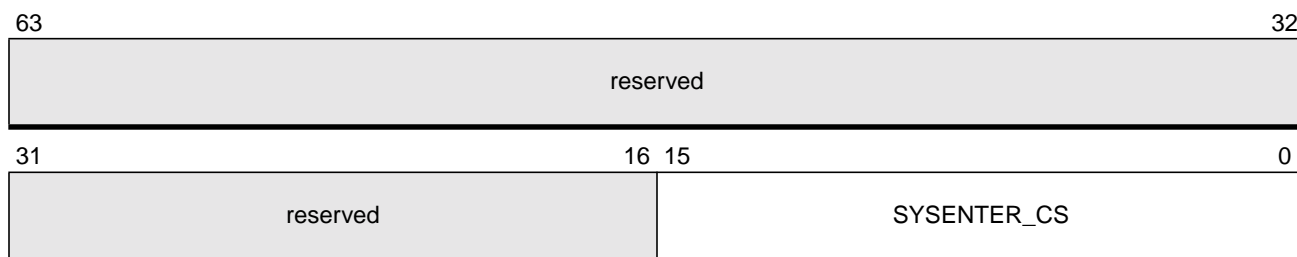 63 32
reserved
31 16 15 0
reserved SYSENTER_CS